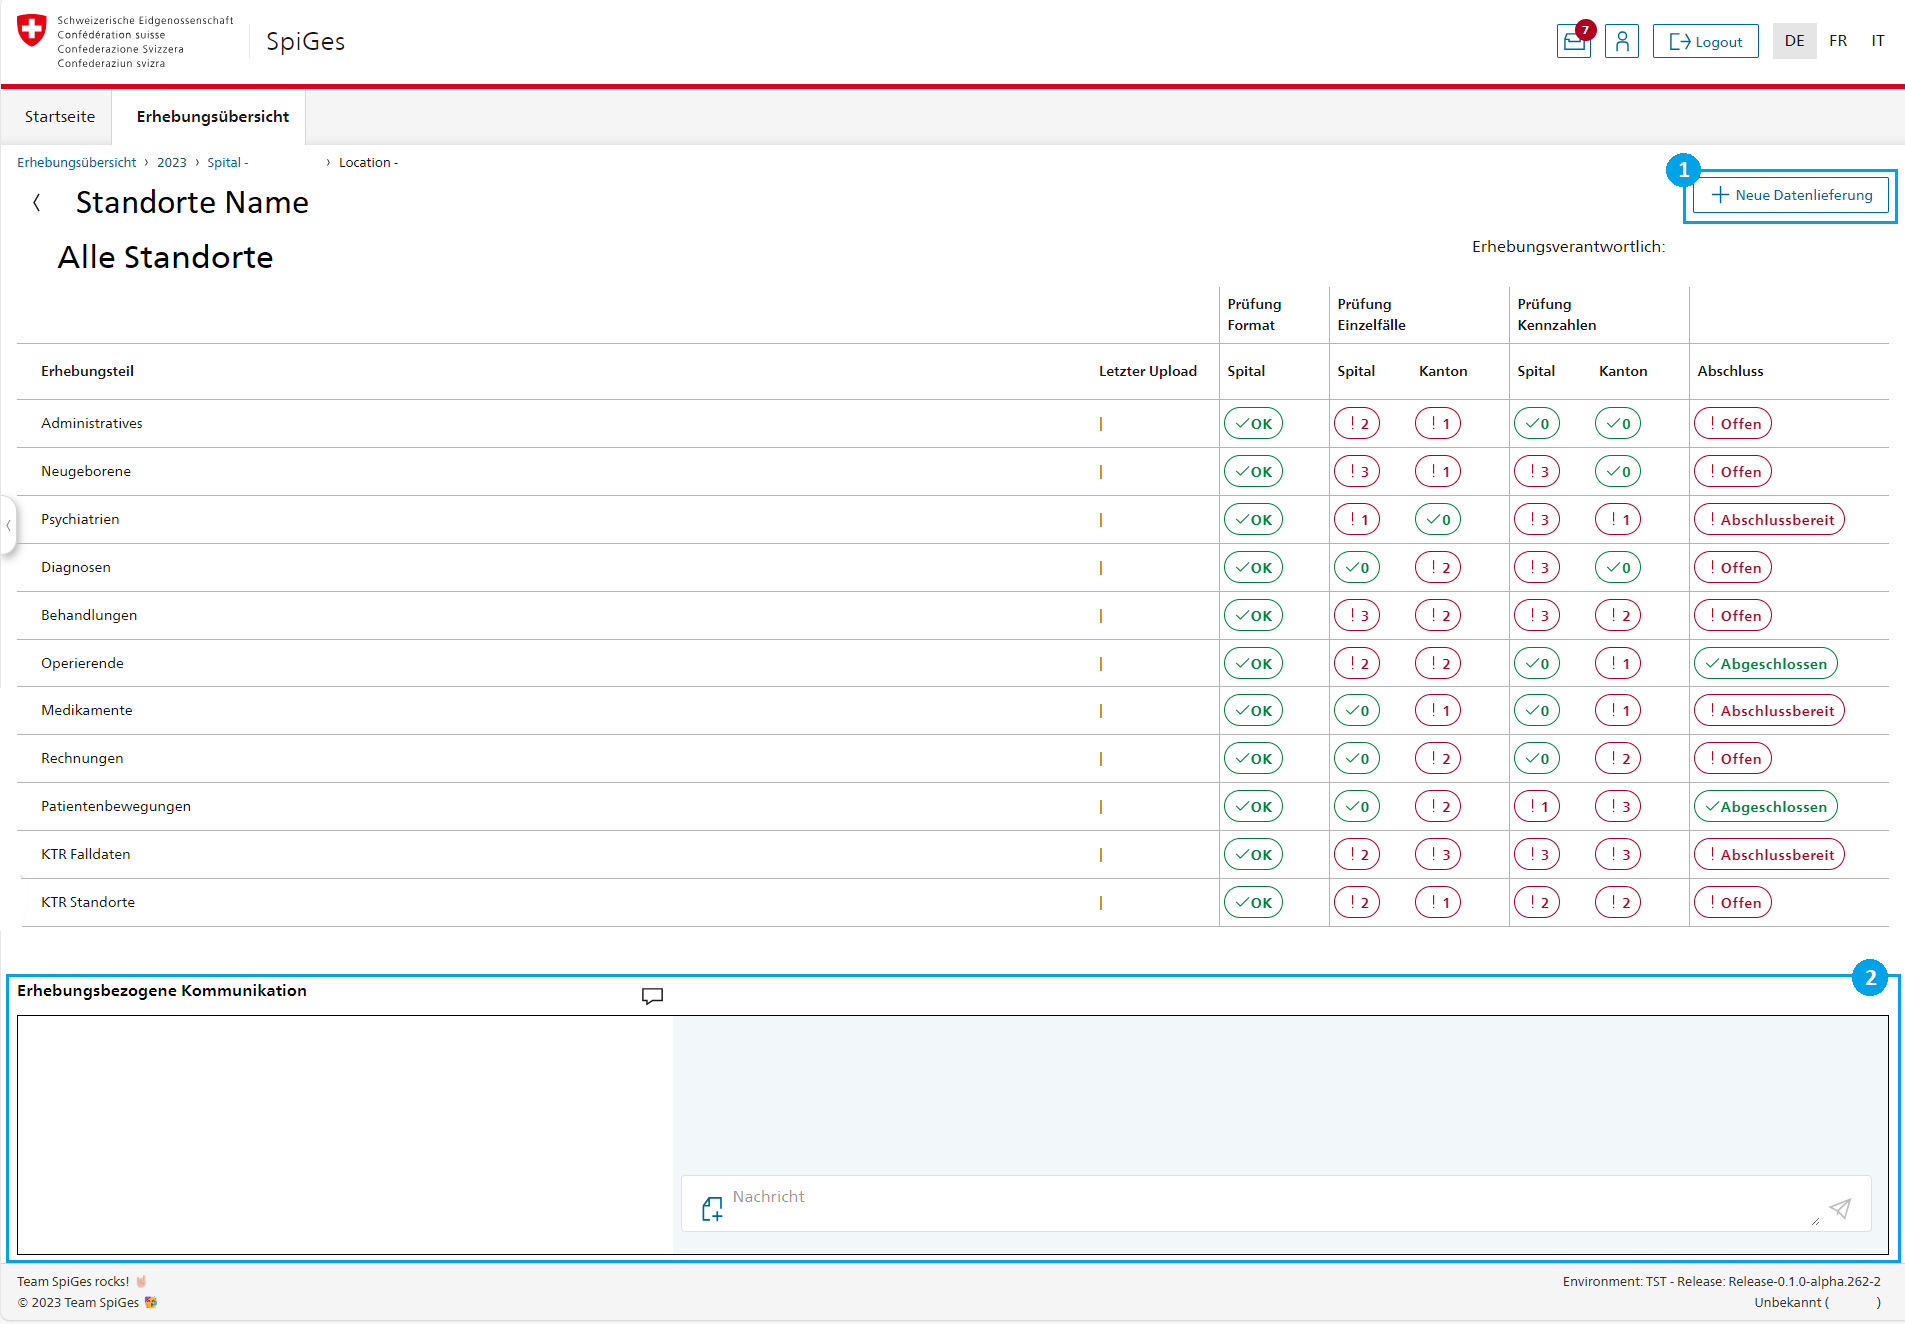 Schweizerische Eidgenossenschaft
Confédération suisse
Confederazione Svizzera
Confederaziun svizra
SpiGes
7
Logout
DE FR IT
Startseite Erhebungsübersicht
Erhebungsübersicht › 2023 › Spital - › Location -
1
Standorte Name
+ Neue Datenlieferung
Alle Standorte
Erhebungsverantwortlich:
Prüfung Format Prüfung Einzelfälle Prüfung Kennzahlen
Erhebungsteil Letzter Upload Spital Spital Kanton Spital Kanton Abschluss
Administratives OK ! 2 ! 1 0 0 ! Offen
Neugeborene OK ! 3 ! 1 ! 3 0 ! Offen
Psychiatrien OK ! 1 0 ! 3 ! 1 ! Abschlussbereit
Diagnosen OK 0 ! 2 ! 3 0 ! Offen
Behandlungen OK ! 3 ! 2 ! 3 ! 2 ! Offen
Operierende OK ! 2 ! 2 0 ! 1 Abgeschlossen
Medikamente OK 0 ! 1 0 ! 1 ! Abschlussbereit
Rechnungen OK 0 ! 2 0 ! 2 ! Offen
Patientenbewegungen OK 0 ! 2 ! 1 ! 3 Abgeschlossen
KTR Falldaten OK ! 2 ! 3 ! 3 ! 3 ! Abschlussbereit
KTR Standorte OK ! 2 ! 1 ! 2 ! 2 ! Offen
2
Erhebungsbezogene Kommunikation
Nachricht
Team SpiGes rocks! 🤘
Environment: TST - Release: Release-0.1.0-alpha.262-2
© 2023 Team SpiGes
Unbekannt ( )